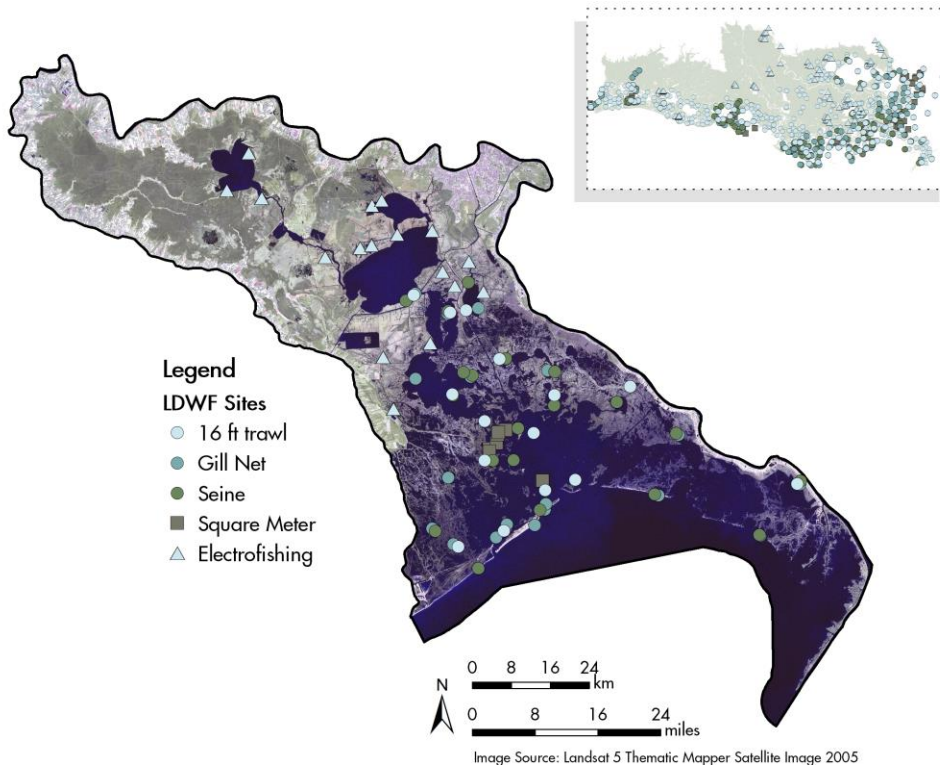 Legend
LDWF Sites
16 ft trawl
Gill Net
Seine
Square Meter
Electrofishing
N
0 8 16 24
km
0 8 16 24
miles
Image Source: Landsat 5 Thematic Mapper Satellite Image 2005